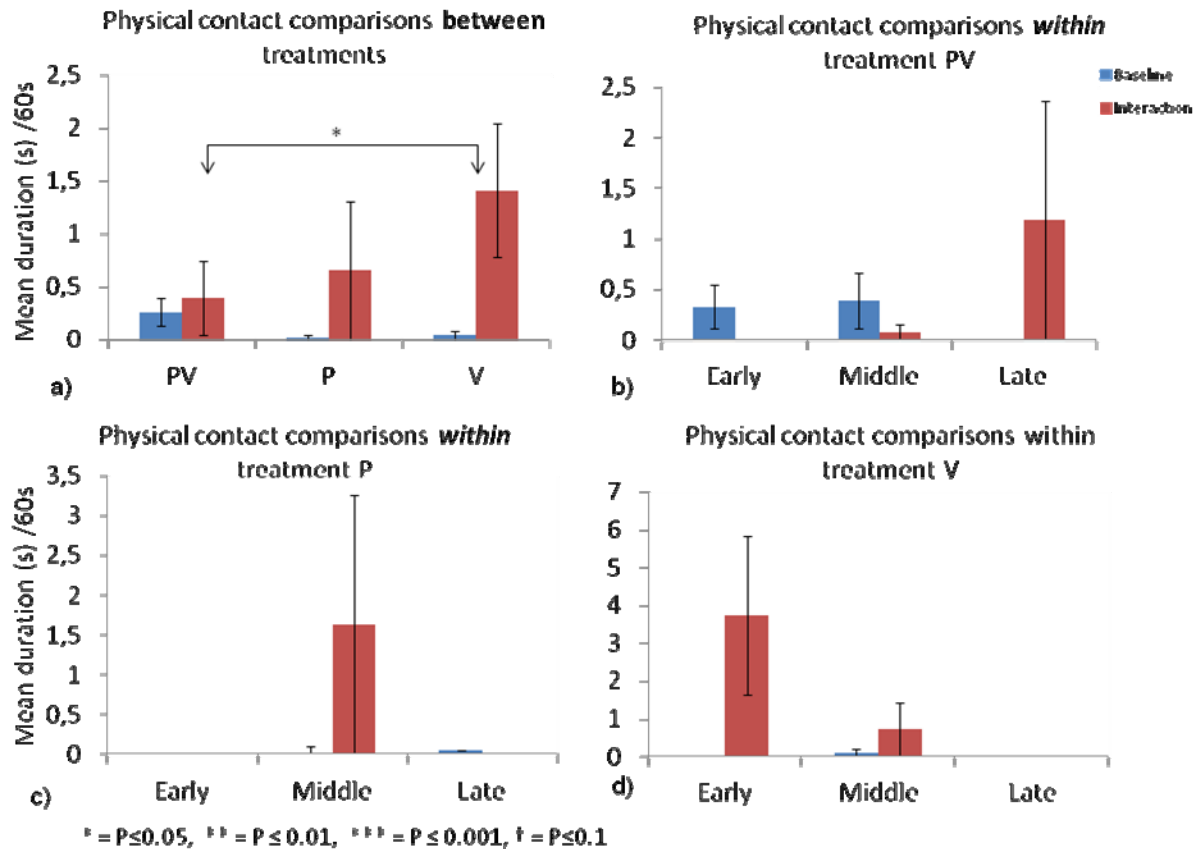 Physical contact comparisons between
treatments
2,5
2
1,5
1
0,5
0
Mean duration (s) /60s
*
PV P V
a)
Physical contact comparisons within
treatment PV
Baseline
Interaction
2,5
2
1,5
1
0,5
0
Early Middle Late
b)
Physical contact comparisons within
treatment P
3,5
3
2,5
2
1,5
1
0,5
0
Mean duration (s) /60s
Early Middle Late
c)
Physical contact comparisons within
treatment V
7
6
5
4
3
2
1
0
Early Middle Late
d)
* = P≤0.05, ** = P ≤ 0.01, *** = P ≤ 0.001, † = P≤0.1